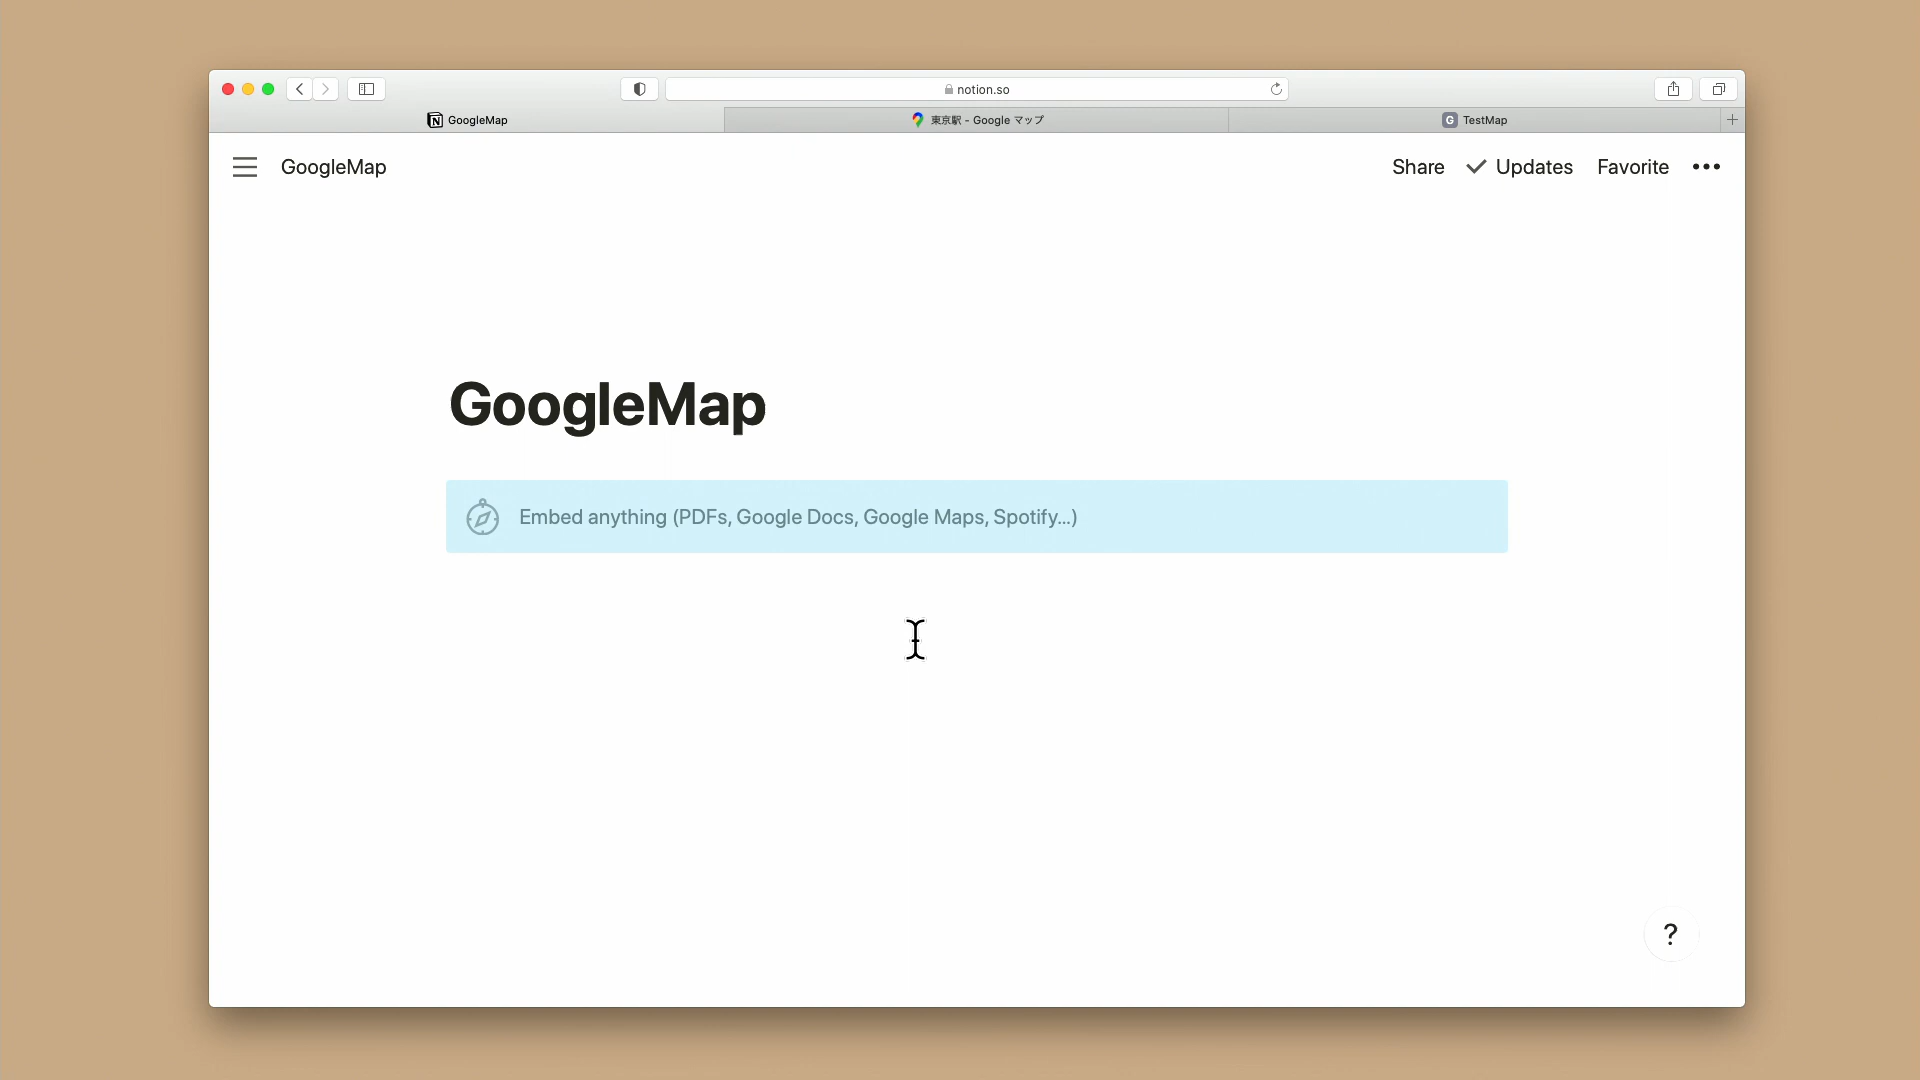 notion.so
GoogleMap
東京駅 - Google マップ
G TestMap
GoogleMap
Share
Updates
Favorite
GoogleMap
Embed anything (PDFs, Google Docs, Google Maps, Spotify...)
?